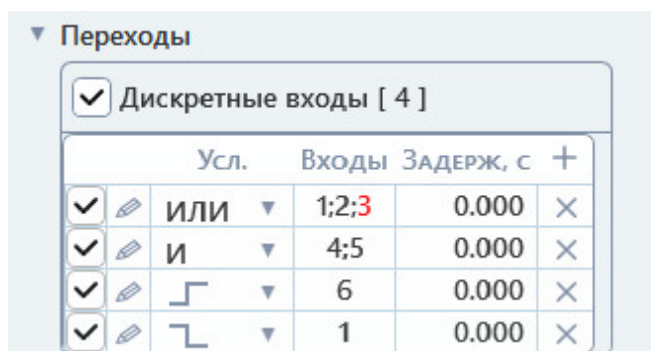 Переходы
Дискретные входы [ 4 ]
Усл. Входы Задерж, с
ИЛИ 1;2;3 0.000
И 4;5 0.000
6 0.000
1 0.000